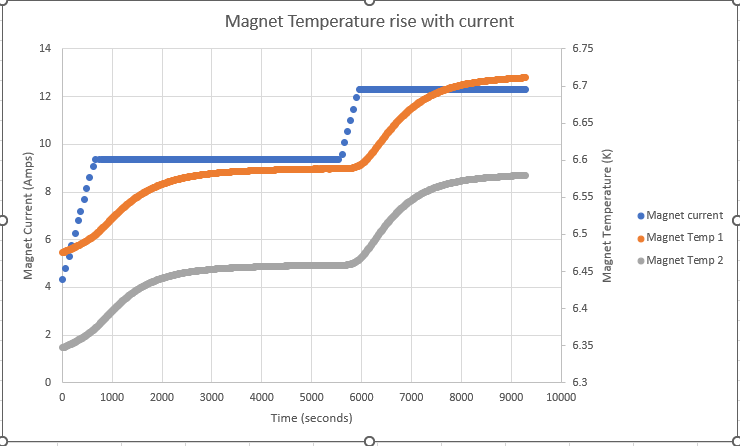 Magnet Temperature rise with current
14
12
10
8
6
4
2
0
Magnet Current (Amps)
6.75
6.7
6.65
6.6
6.55
6.5
6.45
6.4
6.35
6.3
Magnet Temperature (K)
Magnet current
Magnet Temp 1
Magnet Temp 2
0 1000 2000 3000 4000 5000 6000 7000 8000 9000 10000
Time (seconds)